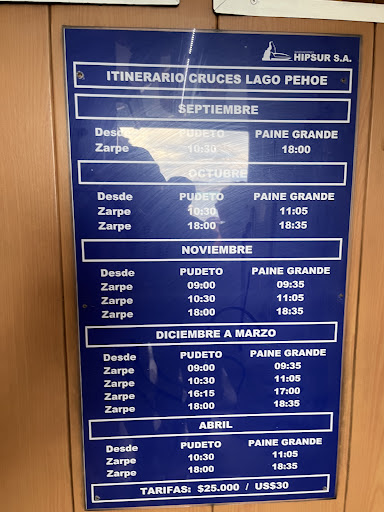 HIPSUR S.A.
ITINERARIO CRUCES LAGO PEHOE
SEPTIEMBRE
Desde PUDETO PAINE GRANDE
Zarpe 10:30 18:00
OCTUBRE
Desde PUDETO PAINE GRANDE
Zarpe 10:30 11:05
Zarpe 18:00 18:35
NOVIEMBRE
Desde PUDETO PAINE GRANDE
Zarpe 09:00 09:35
Zarpe 10:30 11:05
Zarpe 18:00 18:35
DICIEMBRE A MARZO
Desde PUDETO PAINE GRANDE
Zarpe 09:00 09:35
Zarpe 10:30 11:05
Zarpe 16:15 17:00
Zarpe 18:00 18:35
ABRIL
Desde PUDETO PAINE GRANDE
Zarpe 10:30 11:05
Zarpe 18:00 18:35
TARIFAS: $25.000 / US$30